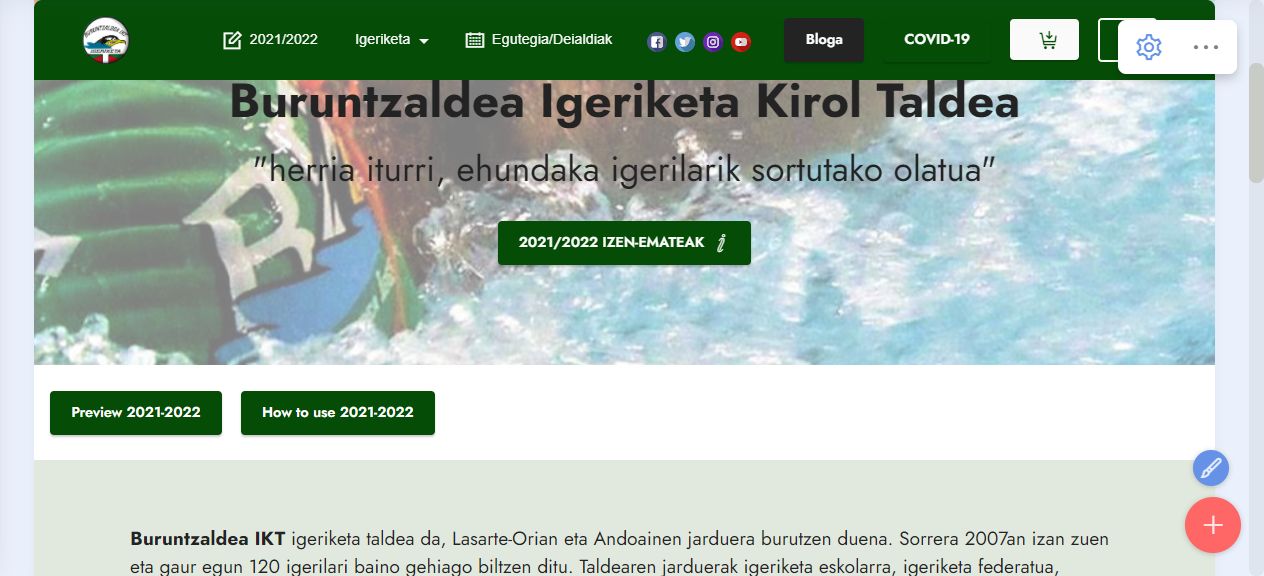 BURUNTZALDEA IKT
IGERIKETA
2021/2022
Igeriketa
Egutegia/Deialdiak
Bloga
COVID-19
Buruntzaldea Igeriketa Kirol Taldea
"herria iturri, ehundaka igerilarik sortutako olatua"
2021/2022 IZEN-EMATEAK
Preview 2021-2022
How to use 2021-2022
Buruntzaldea IKT igeriketa taldea da, Lasarte-Orian eta Andoainen jarduera burutzen duena. Sorrera 2007an izan zuen
eta gaur egun 120 igerilari baino gehiago biltzen ditu. Taldearen jarduerak igeriketa eskolarra, igeriketa federatua,